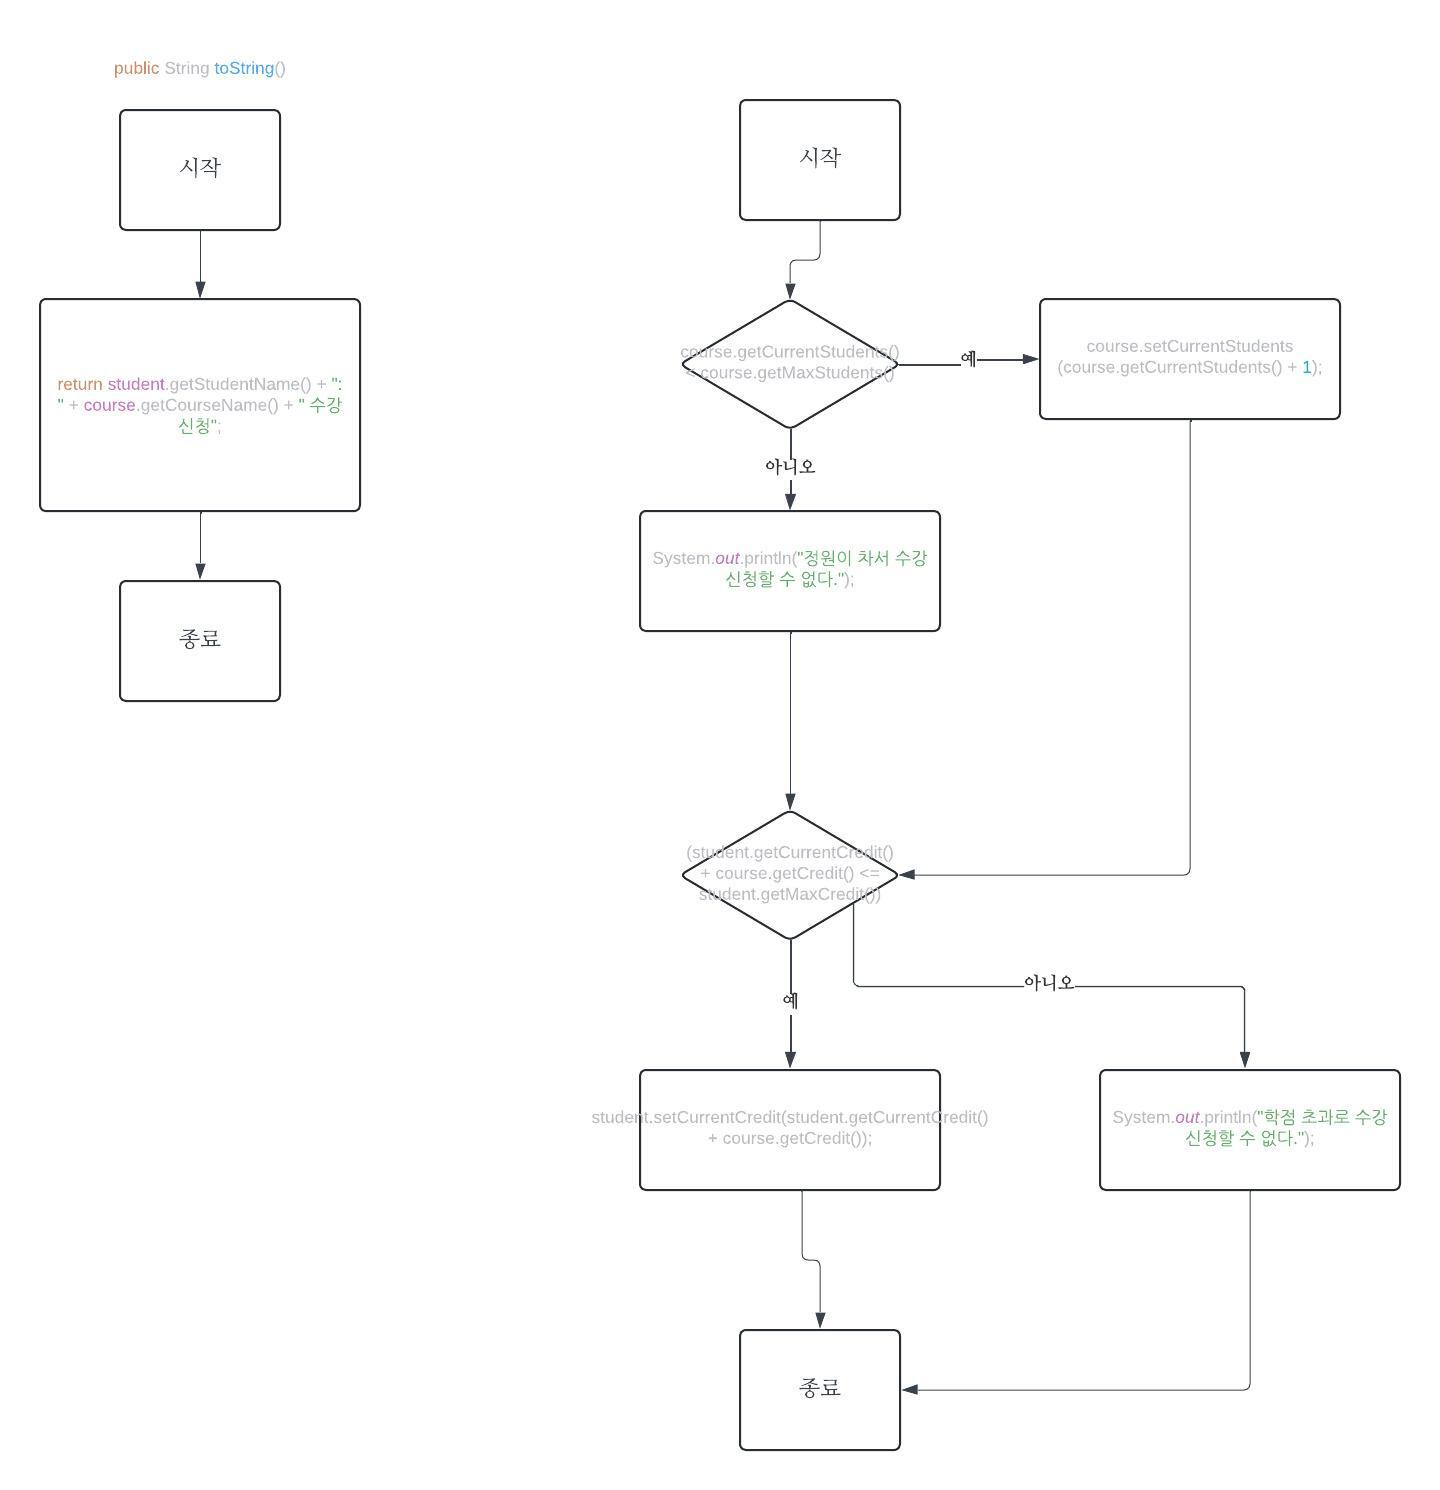 public String toString()
시작
return student.getStudentName() + ":
" + course.getCourseName() + " 수강
신청";
종료
시작
course.getCurrentStudents()
< course.getMaxStudents()
예
course.setCurrentStudents
(course.getCurrentStudents() + 1);
아니오
System.out.println("정원이 차서 수강
신청할 수 없다.");
(student.getCurrentCredit()
+ course.getCredit() <=
student.getMaxCredit())
아니오
예
student.setCurrentCredit(student.getCurrentCredit()
+ course.getCredit());
System.out.println("학점 초과로 수강
신청할 수 없다.");
종료